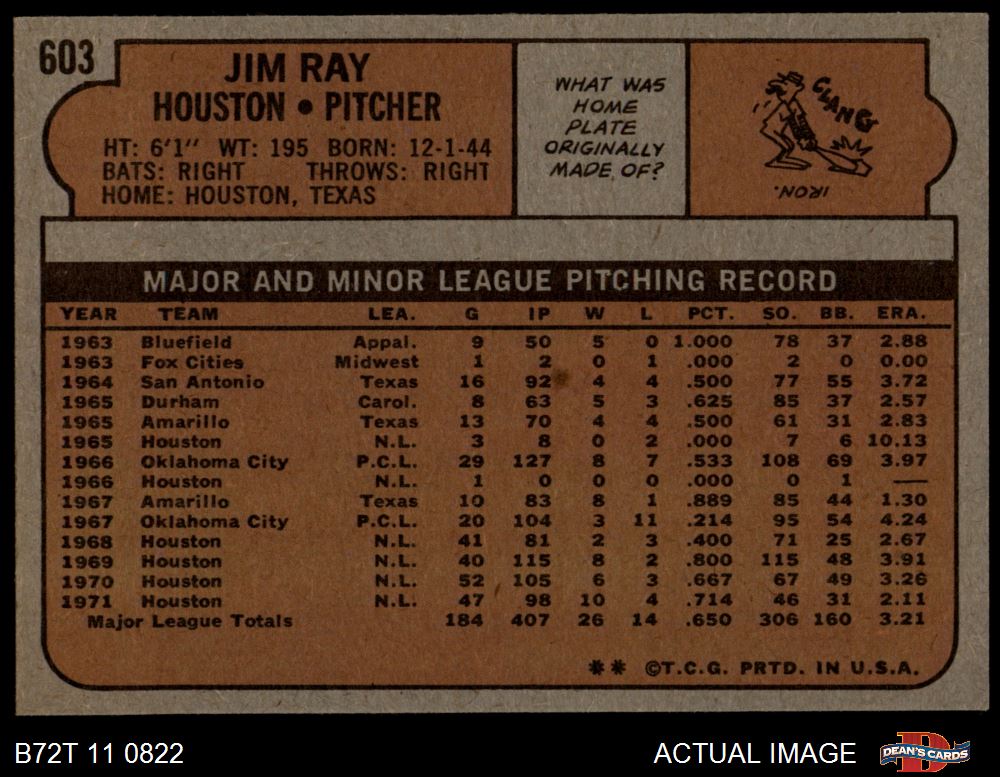 603
JIM RAY
HOUSTON • PITCHER
HT: 6'1" WT: 195 BORN: 12-1-44
BATS: RIGHT THROWS: RIGHT
HOME: HOUSTON, TEXAS
WHAT WAS
HOME
PLATE
ORIGINALLY
MADE OF?
CLANG
IRON.
MAJOR AND MINOR LEAGUE PITCHING RECORD
YEAR TEAM LEA. G IP W L PCT. SO. BB. ERA.
1963 Bluefield Appal. 9 50 5 0 1.000 78 37 2.88
1963 Fox Cities Midwest 1 2 0 1 .000 2 0 0.00
1964 San Antonio Texas 16 92 4 4 .500 77 55 3.72
1965 Durham Carol. 8 63 5 3 .625 85 37 2.57
1965 Amarillo Texas 13 70 4 4 .500 61 31 2.83
1965 Houston N.L. 3 8 0 2 .000 7 6 10.13
1966 Oklahoma City P.C.L. 29 127 8 7 .533 108 69 3.97
1966 Houston N.L. 1 0 0 0 .000 0 1 —
1967 Amarillo Texas 10 83 8 1 .889 85 44 1.30
1967 Oklahoma City P.C.L. 20 104 3 11 .214 95 54 4.24
1968 Houston N.L. 41 81 2 3 .400 71 25 2.67
1969 Houston N.L. 40 115 8 2 .800 115 48 3.91
1970 Houston N.L. 52 105 6 3 .667 67 49 3.26
1971 Houston N.L. 47 98 10 4 .714 46 31 2.11
Major League Totals 184 407 26 14 .650 306 160 3.21
** ©T.C.G. PRTD. IN U.S.A.
B72T 11 0822
ACTUAL IMAGE
D
DEAN'S CARDS